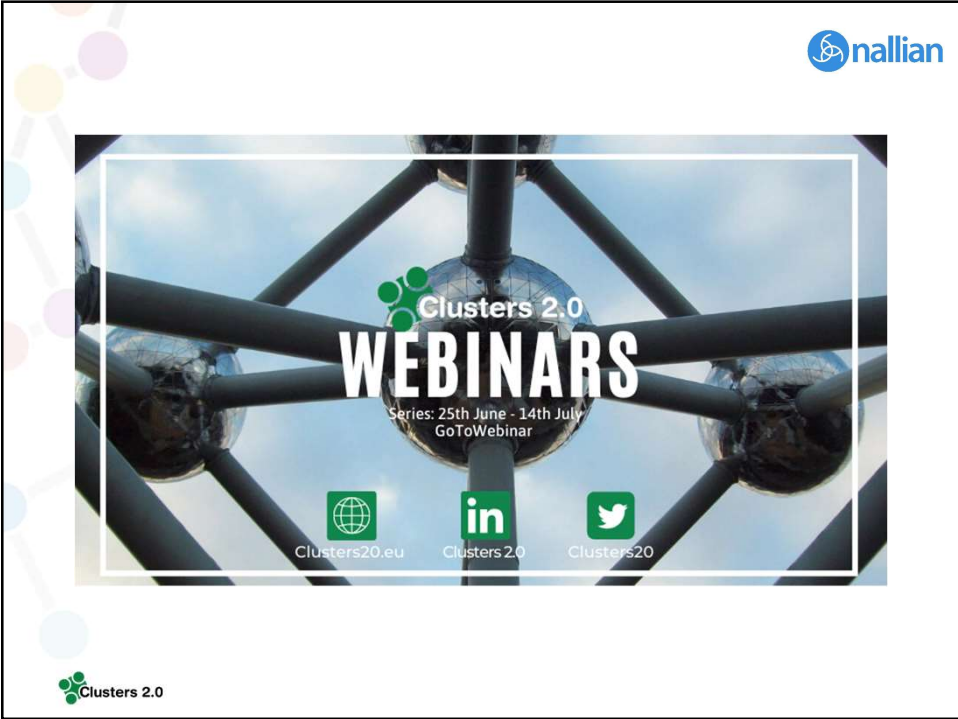 nallian
Clusters 2.0
WEBINARS
Series: 25th June - 14th July
GoToWebinar
in
Clusters20.eu
Clusters 2.0
Clusters20
Clusters 2.0